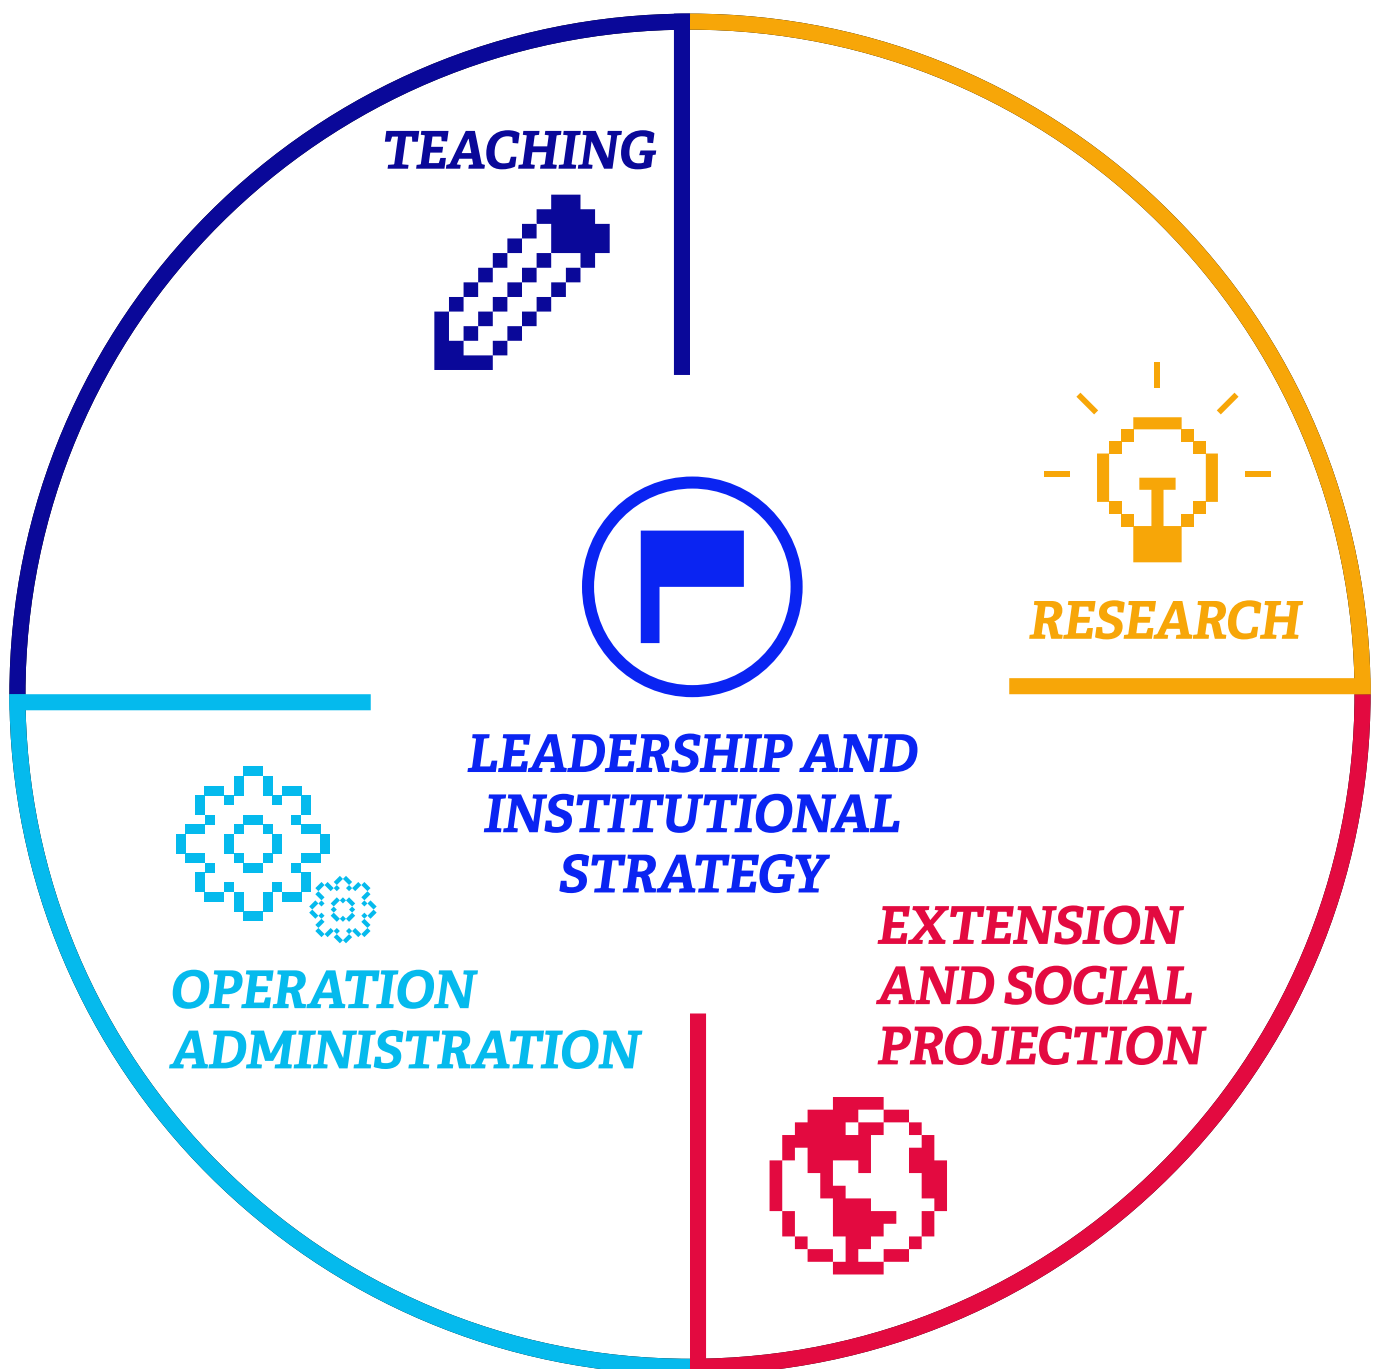 TEACHING
RESEARCH
LEADERSHIP AND
INSTITUTIONAL
STRATEGY
OPERATION
ADMINISTRATION
EXTENSION
AND SOCIAL
PROJECTION